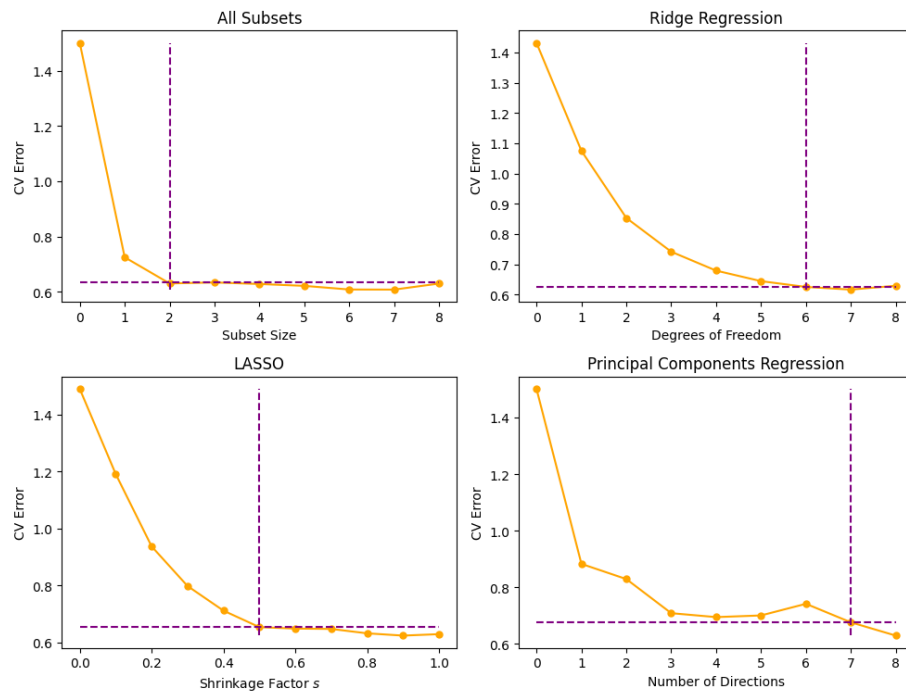 All Subsets
CV Error
1.4
1.2
1.0
0.8
0.6
0 1 2 3 4 5 6 7 8
Subset Size
Ridge Regression
CV Error
1.4
1.3
1.2
1.1
1.0
0.9
0.8
0.7
0.6
0 1 2 3 4 5 6 7 8
Degrees of Freedom
LASSO
CV Error
1.4
1.2
1.0
0.8
0.6
0.0 0.2 0.4 0.6 0.8 1.0
Shrinkage Factor s
Principal Components Regression
CV Error
1.4
1.2
1.0
0.8
0.6
0 1 2 3 4 5 6 7 8
Number of Directions